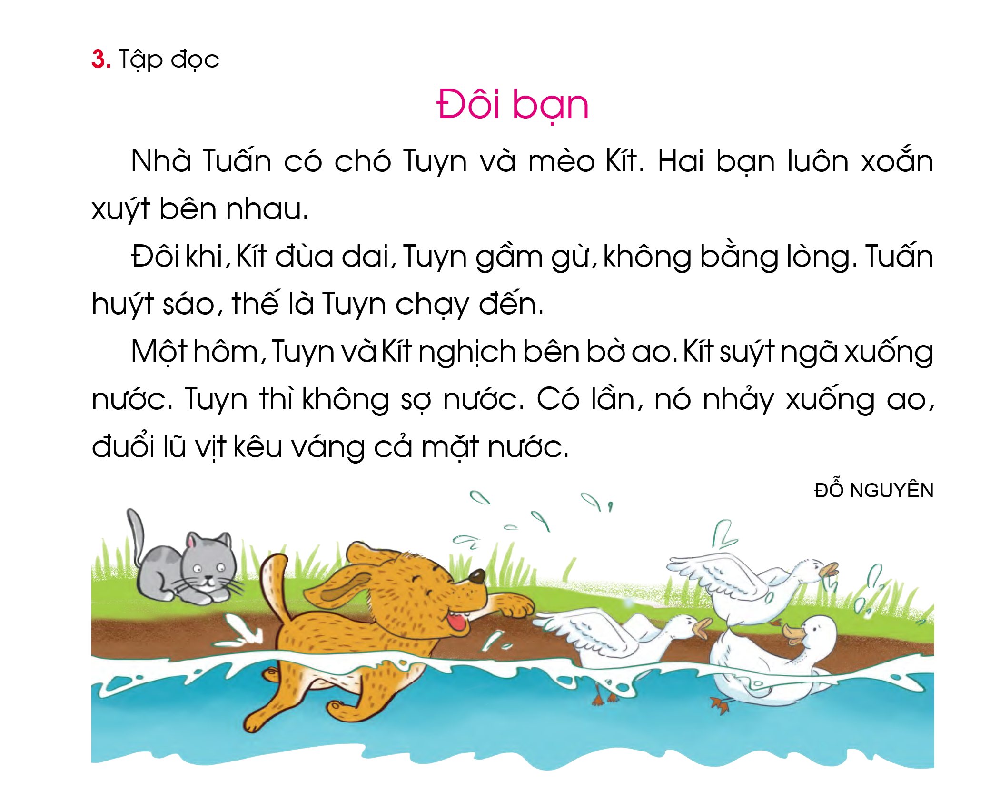 3. Tập đọc
Đôi bạn
Nhà Tuấn có chó Tuyn và mèo Kít. Hai bạn luôn xoắn
xuýt bên nhau.
Đôi khi, Kít đùa dai, Tuyn gầm gừ, không bằng lòng. Tuấn
huýt sáo, thế là Tuyn chạy đến.
Một hôm, Tuyn và Kít nghịch bên bờ ao. Kít suýt ngã xuống
nước. Tuyn thì không sợ nước. Có lần, nó nhảy xuống ao,
đuổi lũ vịt kêu váng cả mặt nước.
ĐỖ NGUYÊN